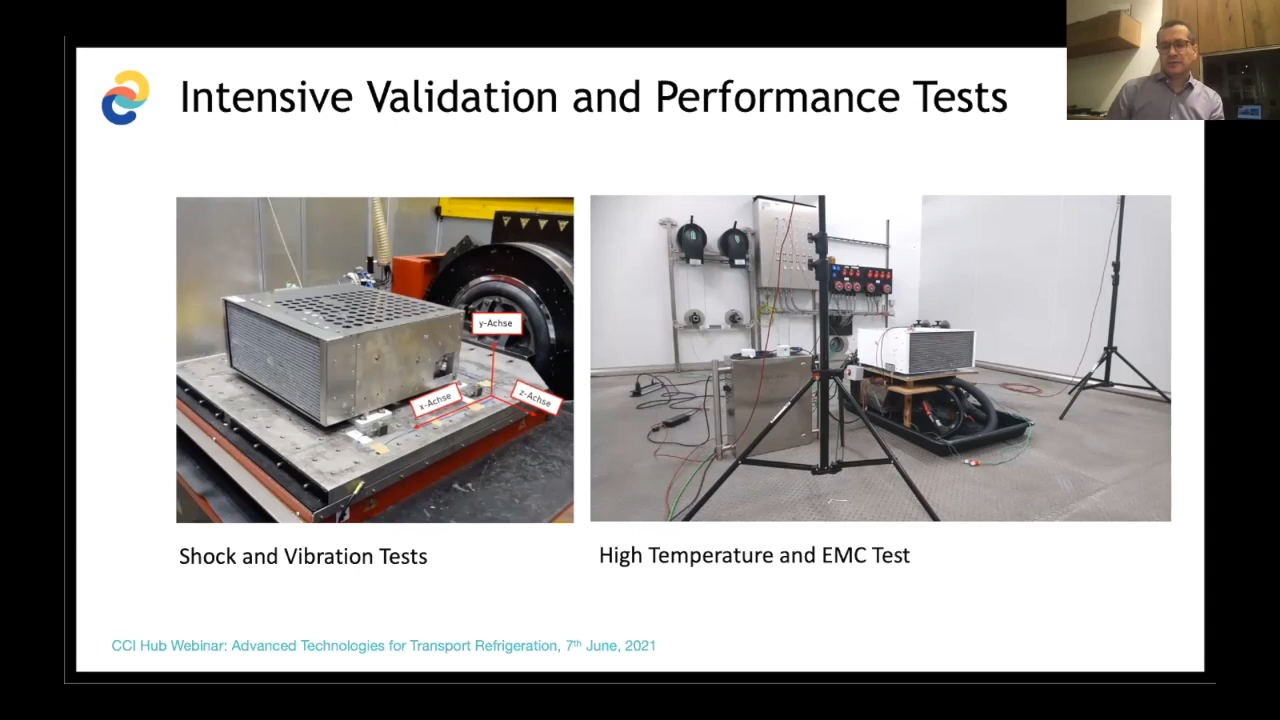 Intensive Validation and Performance Tests
y-Achse
x-Achse
z-Achse
Shock and Vibration Tests
High Temperature and EMC Test
CCI Hub Webinar: Advanced Technologies for Transport Refrigeration, 7th June, 2021